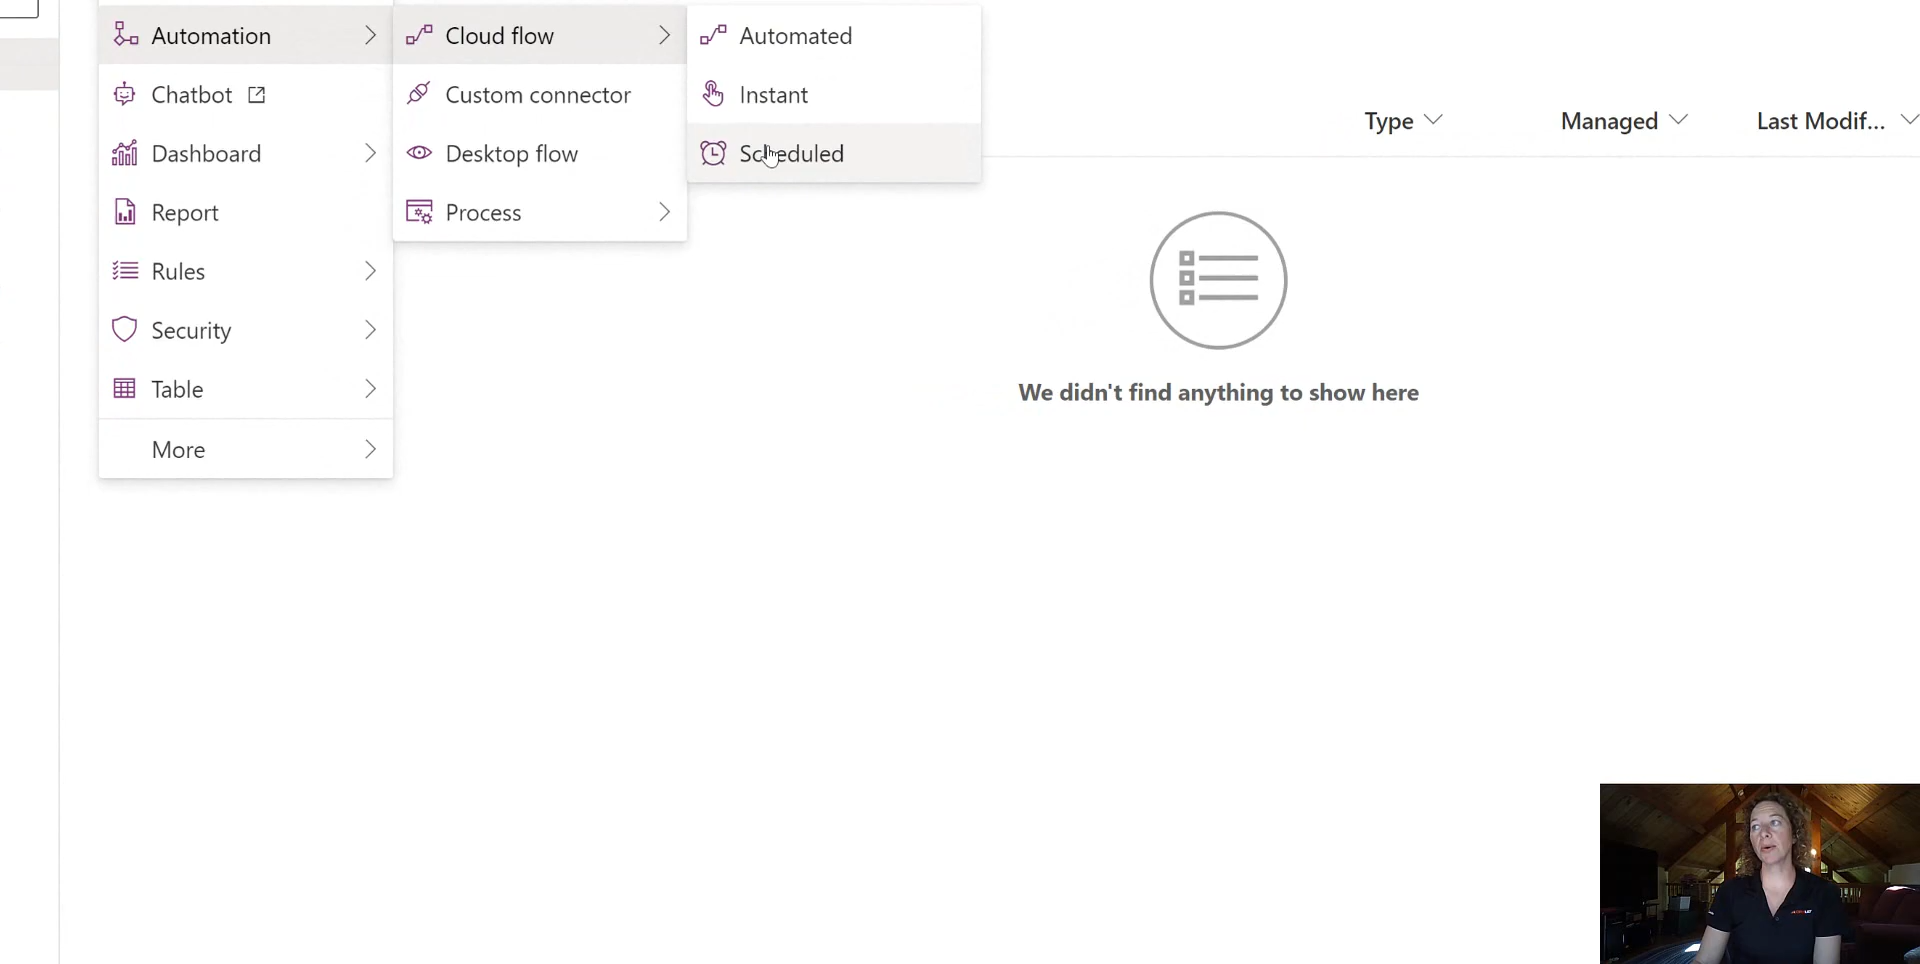 Automation
Cloud flow
Automated
Chatbot
Custom connector
Instant
Type
Managed
Last Modif...
Dashboard
Desktop flow
Scheduled
Report
Process
Rules
Security
Table
More
We didn't find anything to show here